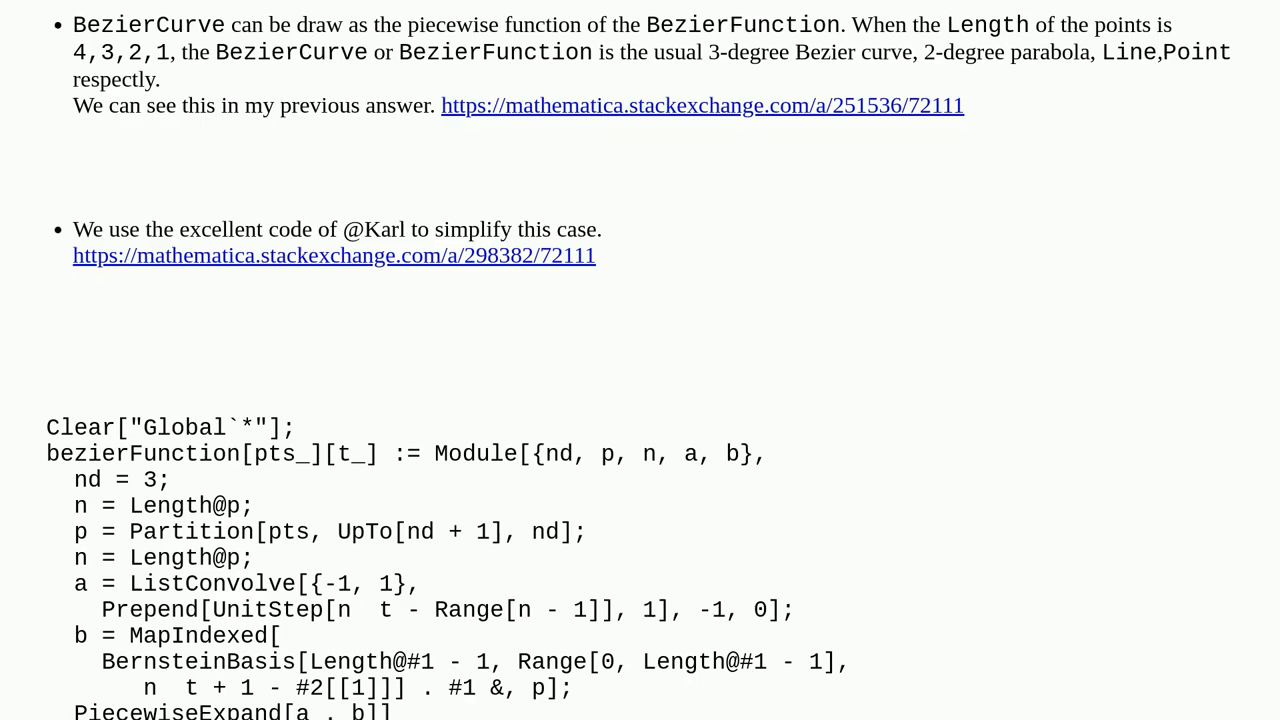 BezierCurve can be draw as the piecewise function of the BezierFunction. When the Length of the points is
4,3,2,1, the BezierCurve or BezierFunction is the usual 3-degree Bezier curve, 2-degree parabola, Line,Point
respectly.
We can see this in my previous answer. https://mathematica.stackexchange.com/a/251536/72111
We use the excellent code of @Karl to simplify this case.
https://mathematica.stackexchange.com/a/298382/72111
Clear["Global`*"];
bezierFunction[pts_][t_] := Module[{nd, p, n, a, b},
  nd = 3;
  n = Length@p;
  p = Partition[pts, UpTo[nd + 1], nd];
  n = Length@p;
  a = ListConvolve[{-1, 1},
    Prepend[UnitStep[n  t - Range[n - 1]], 1], -1, 0];
  b = MapIndexed[
    BernsteinBasis[Length@#1 - 1, Range[0, Length@#1 - 1],
       n  t + 1 - #2[[1]]] . #1 &, p];
  PiecewiseExpand[a . b]]